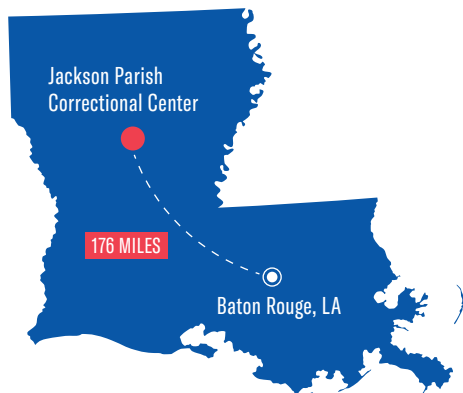 Jackson Parish
Correctional Center
176 MILES
Baton Rouge, LA